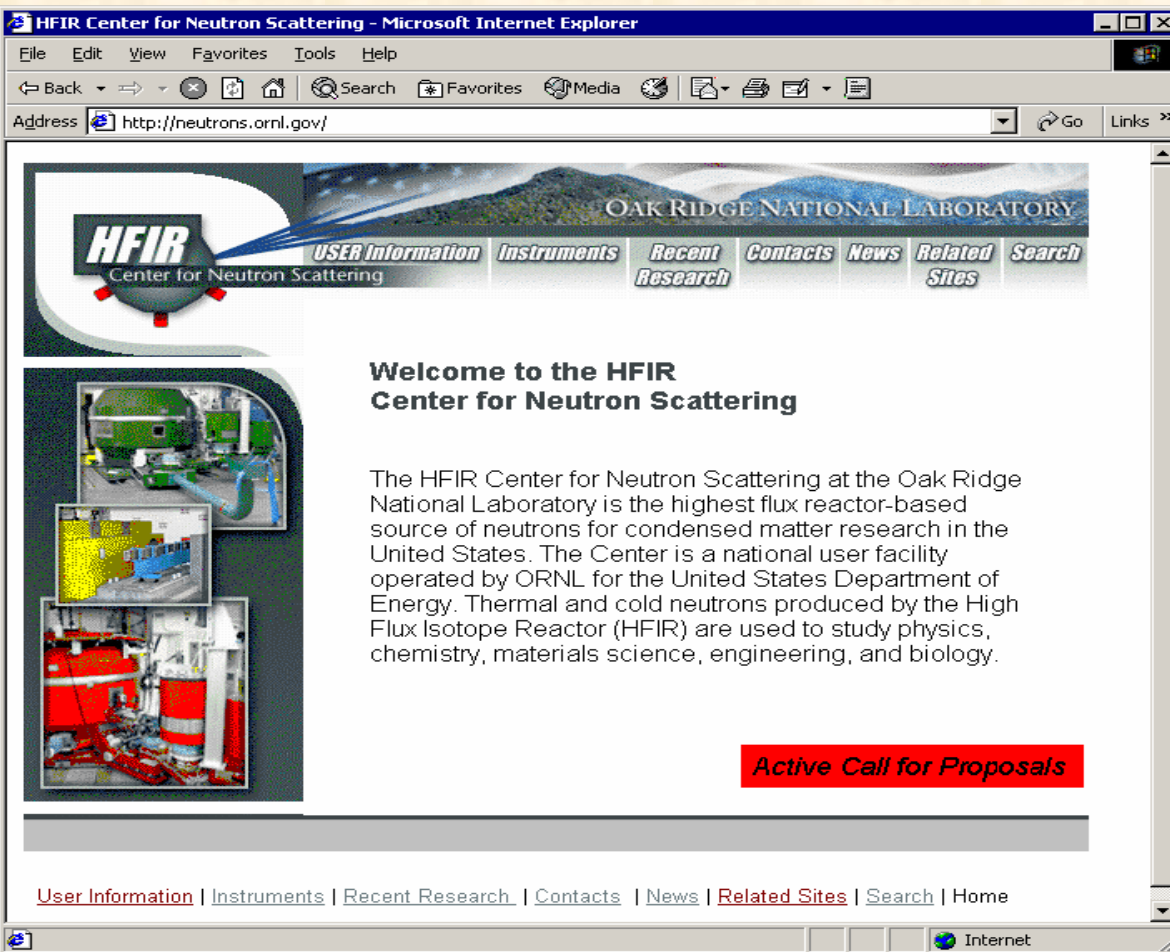 HFIR Center for Neutron Scattering - Microsoft Internet Explorer
File Edit View Favorites Tools Help
Back Search Favorites Media
Address http://neutrons.ornl.gov/ Go Links »
OAK RIDGE NATIONAL LABORATORY
HFIR
Center for Neutron Scattering
USER Information Instruments Recent Research Contacts News Related Sites Search
Welcome to the HFIR
Center for Neutron Scattering
The HFIR Center for Neutron Scattering at the Oak Ridge
National Laboratory is the highest flux reactor-based
source of neutrons for condensed matter research in the
United States. The Center is a national user facility
operated by ORNL for the United States Department of
Energy. Thermal and cold neutrons produced by the High
Flux Isotope Reactor (HFIR) are used to study physics,
chemistry, materials science, engineering, and biology.
Active Call for Proposals
User Information | Instruments | Recent Research | Contacts | News | Related Sites | Search | Home
Internet